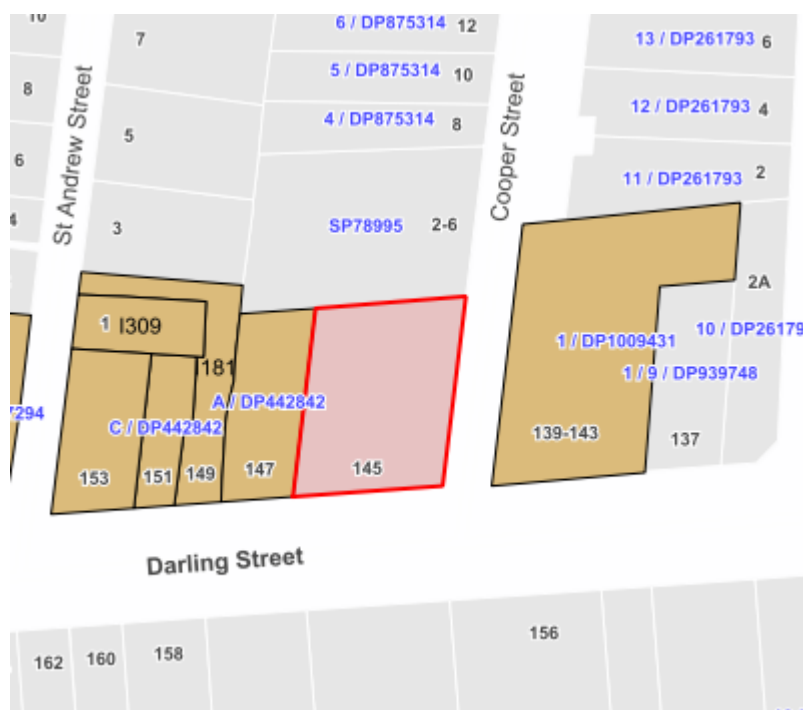 10
7
6 / DP875314 12
13 / DP261793 6
8
5 / DP875314 10
St Andrew Street
Cooper Street
12 / DP261793 4
5
4 / DP875314 8
6
11 / DP261793 2
4
3
SP78995 2-6
2A
1 I309
10 / DP26179
1 / DP1009431
I181
1 / 9 / DP939748
A / DP442842
7294
C / DP442842
139-143
137
153
151
149
147
145
Darling Street
156
162
160
158